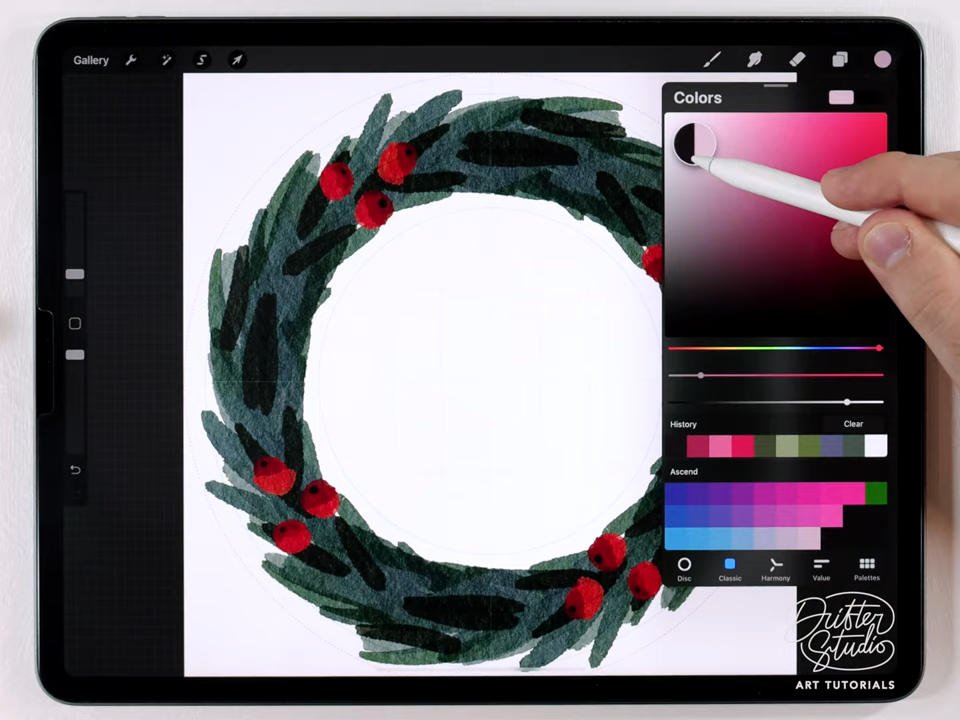 Gallery
Colors
History
Clear
Ascend
Disc
Classic
Harmony
Value
Palettes
Drifter
Studio
ART TUTORIALS